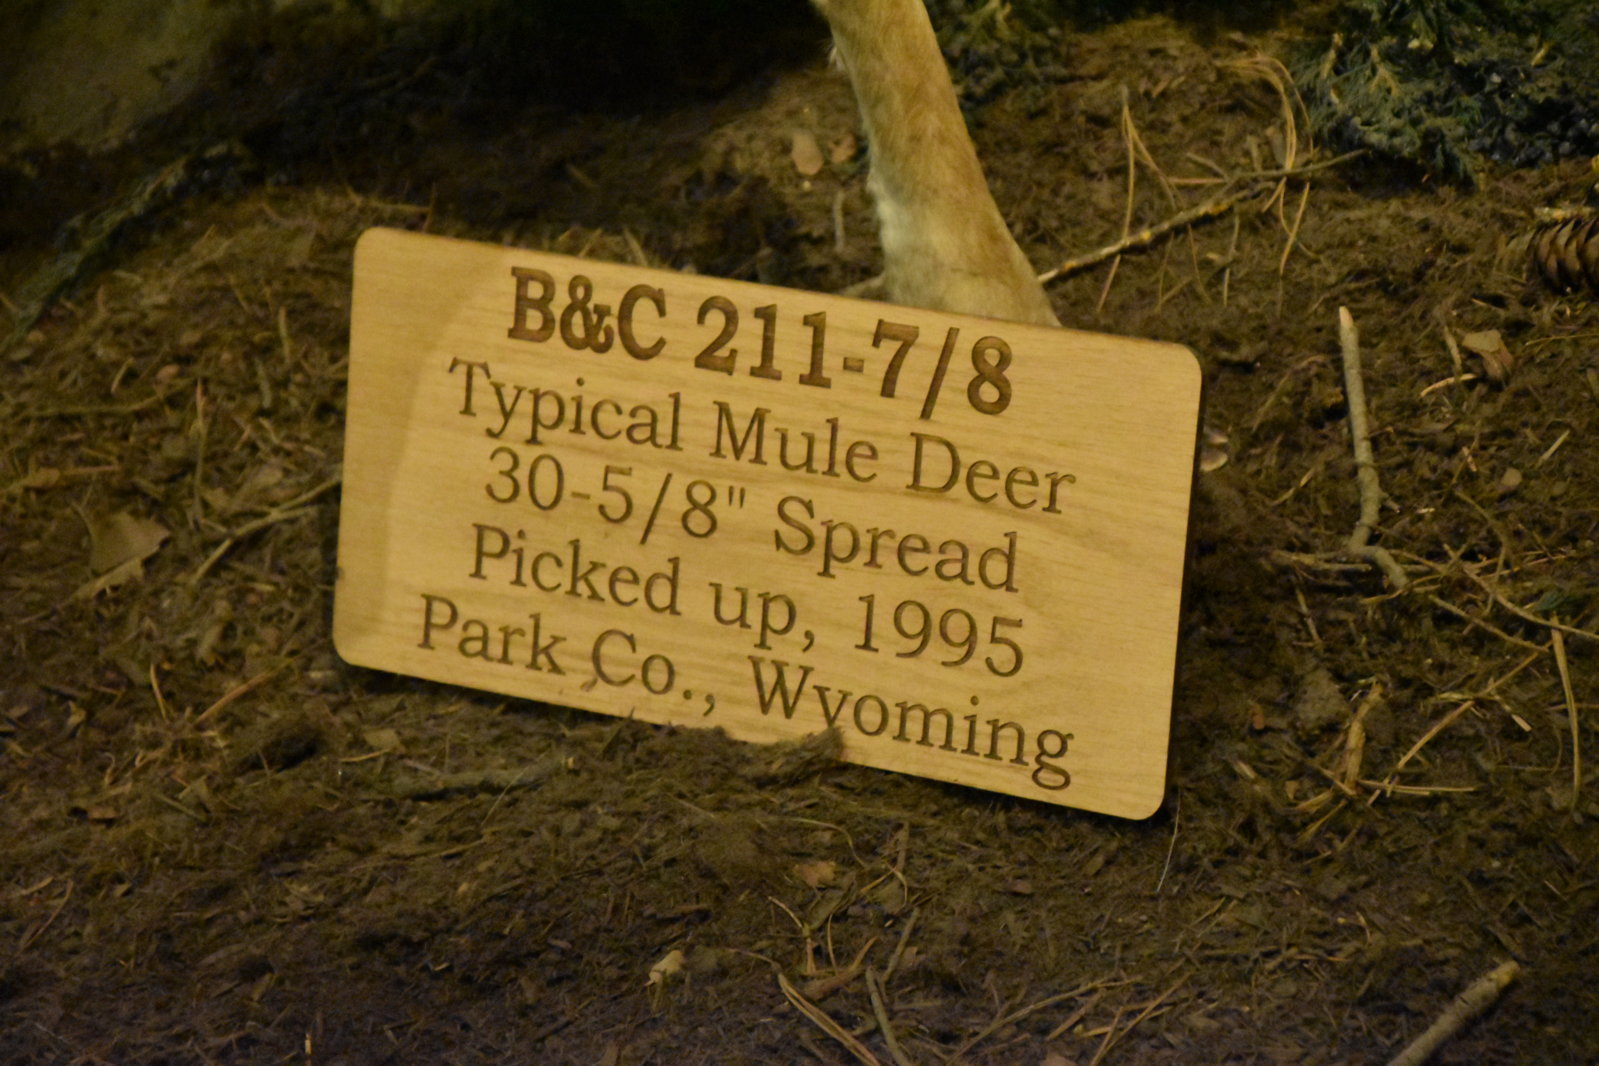 B&C 211-7/8
Typical Mule Deer
30-5/8" Spread
Picked up, 1995
Park Co., Wyoming